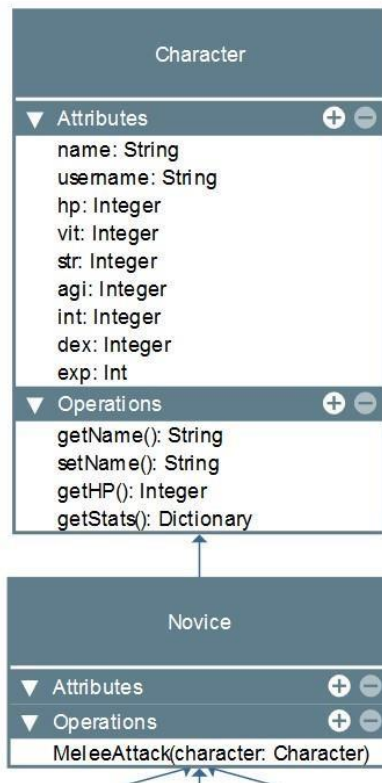 Character
Attributes
name: String
username: String
hp: Integer
vit: Integer
str: Integer
agi: Integer
int: Integer
dex: Integer
exp: Int
Operations
getName(): String
setName(): String
getHP(): Integer
getStats(): Dictionary
Novice
Attributes
Operations
MeleeAttack(character: Character)